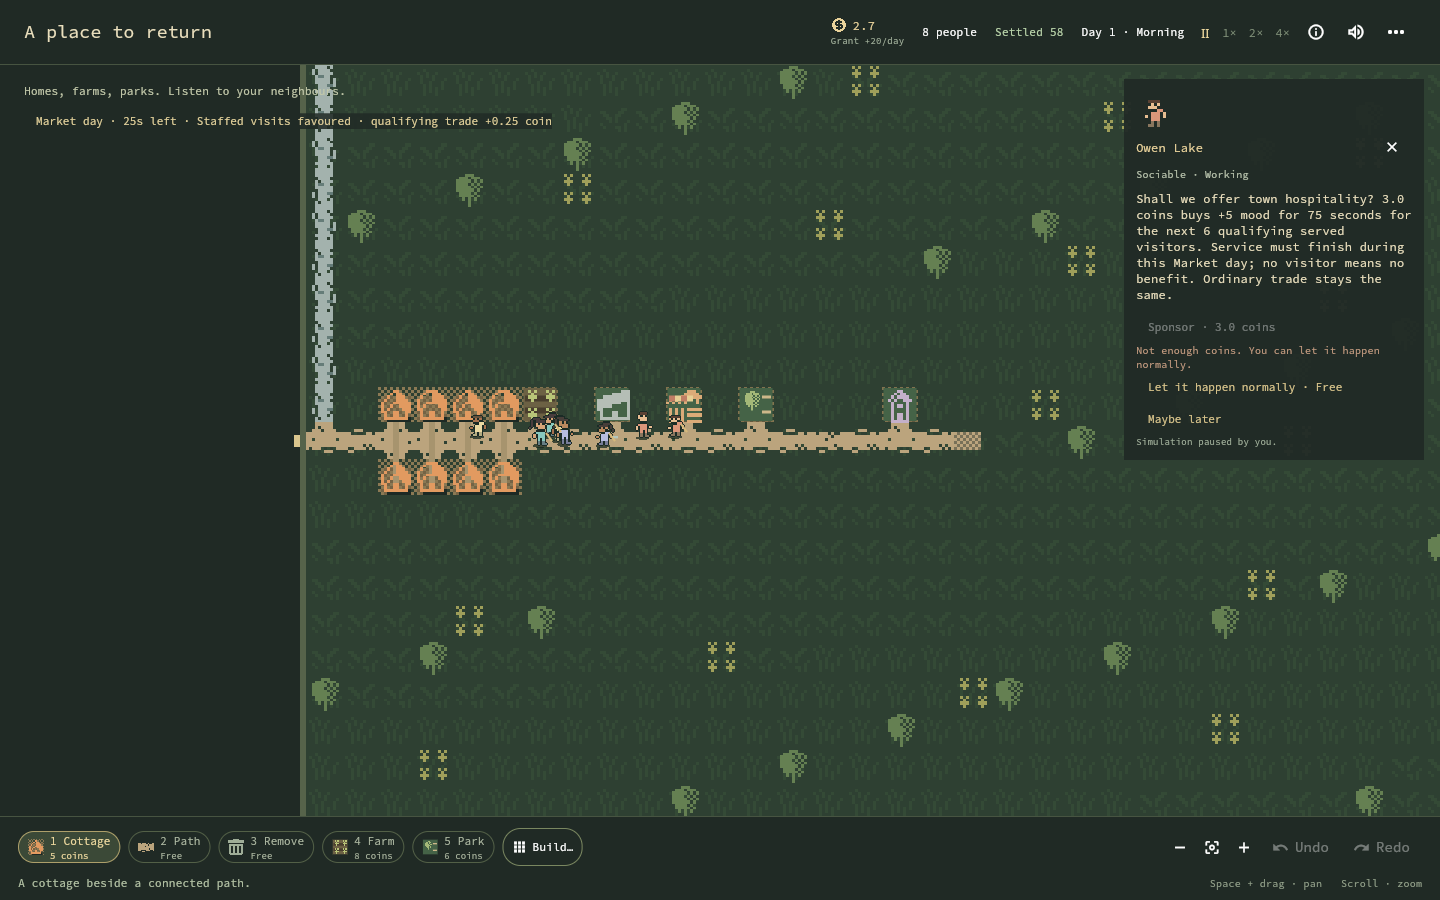 A place to return
2.7
Grant +20/day
8 people
Settled 58
Day 1 · Morning
1× 2× 4×
Homes, farms, parks. Listen to your neighbours.
Market day · 25s left · Staffed visits favoured · qualifying trade +0.25 coin
Owen Lake
Sociable · Working
Shall we offer town hospitality? 3.0
coins buys +5 mood for 75 seconds for
the next 6 qualifying served
visitors. Service must finish during
this Market day; no visitor means no
benefit. Ordinary trade stays the
same.
Sponsor · 3.0 coins
Not enough coins. You can let it happen
normally.
Let it happen normally · Free
Maybe later
Simulation paused by you.
1 Cottage
5 coins
2 Path
Free
3 Remove
Free
4 Farm
8 coins
5 Park
6 coins
Build…
Undo
Redo
A cottage beside a connected path.
Space + drag · pan
Scroll · zoom